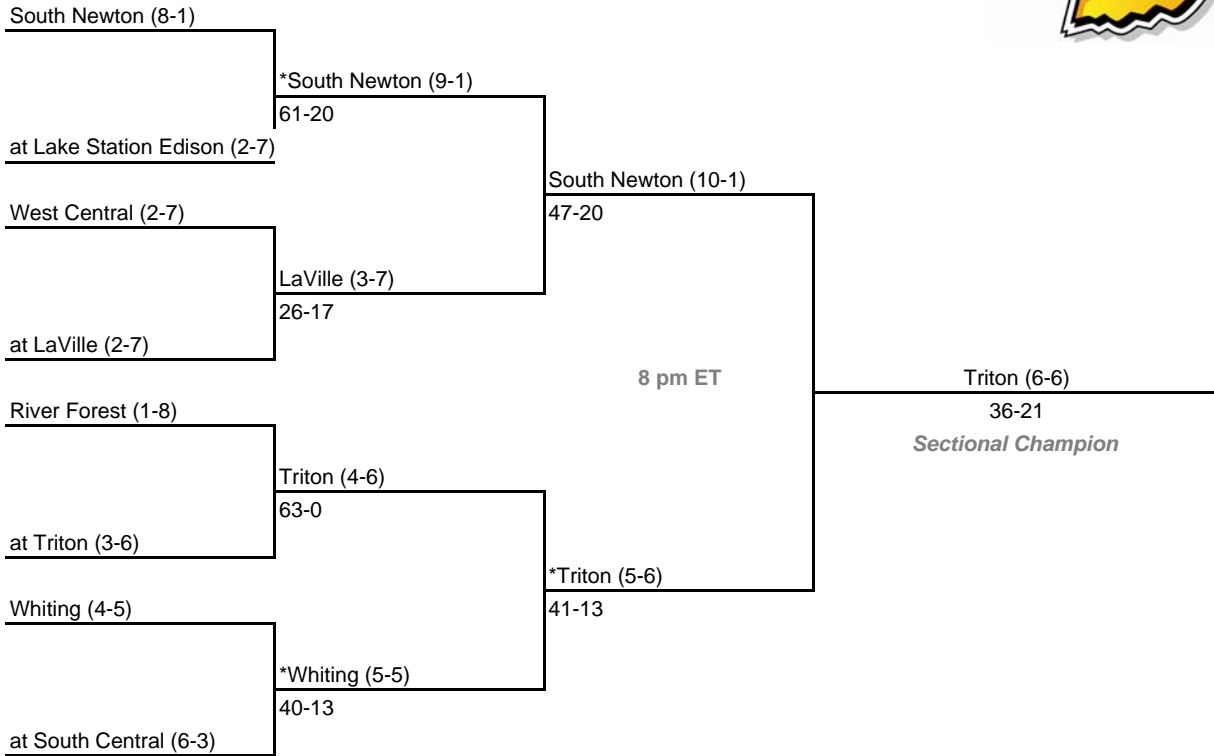 South Newton (8-1)
*South Newton (9-1)
61-20
at Lake Station Edison (2-7)
South Newton (10-1)
47-20
West Central (2-7)
LaVille (3-7)
26-17
at LaVille (2-7)
8 pm ET
Triton (6-6)
36-21
Sectional Champion
River Forest (1-8)
Triton (4-6)
63-0
at Triton (3-6)
*Triton (5-6)
41-13
Whiting (4-5)
*Whiting (5-5)
40-13
at South Central (6-3)